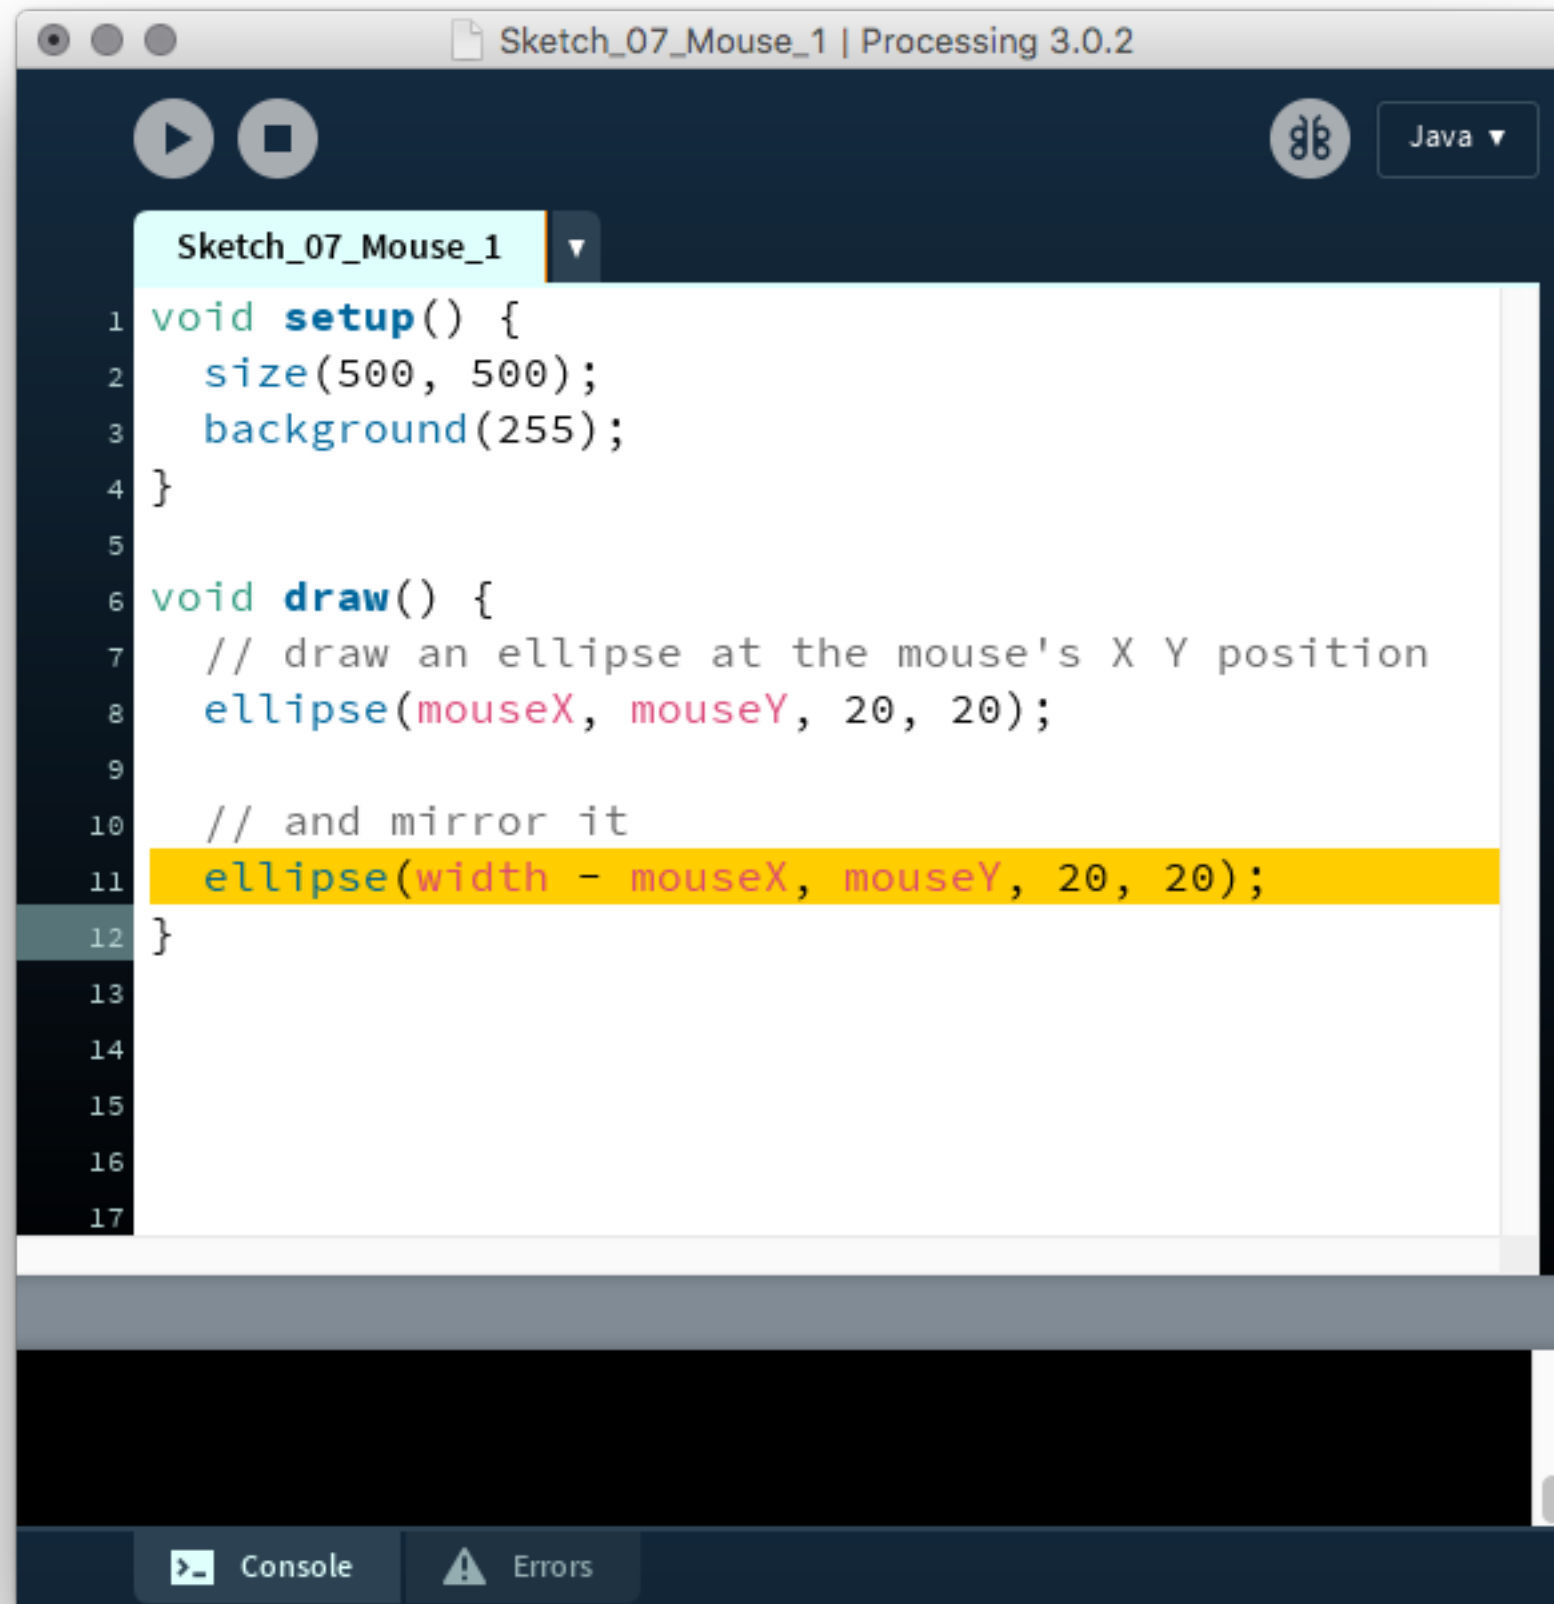 Sketch_07_Mouse_1 | Processing 3.0.2
Java ▼
Sketch_07_Mouse_1 ▼
1 void setup() {
2   size(500, 500);
3   background(255);
4 }
5
6 void draw() {
7   // draw an ellipse at the mouse's X Y position
8   ellipse(mouseX, mouseY, 20, 20);
9
10   // and mirror it
11   ellipse(width - mouseX, mouseY, 20, 20);
12 }
13
14
15
16
17
>_ Console Errors